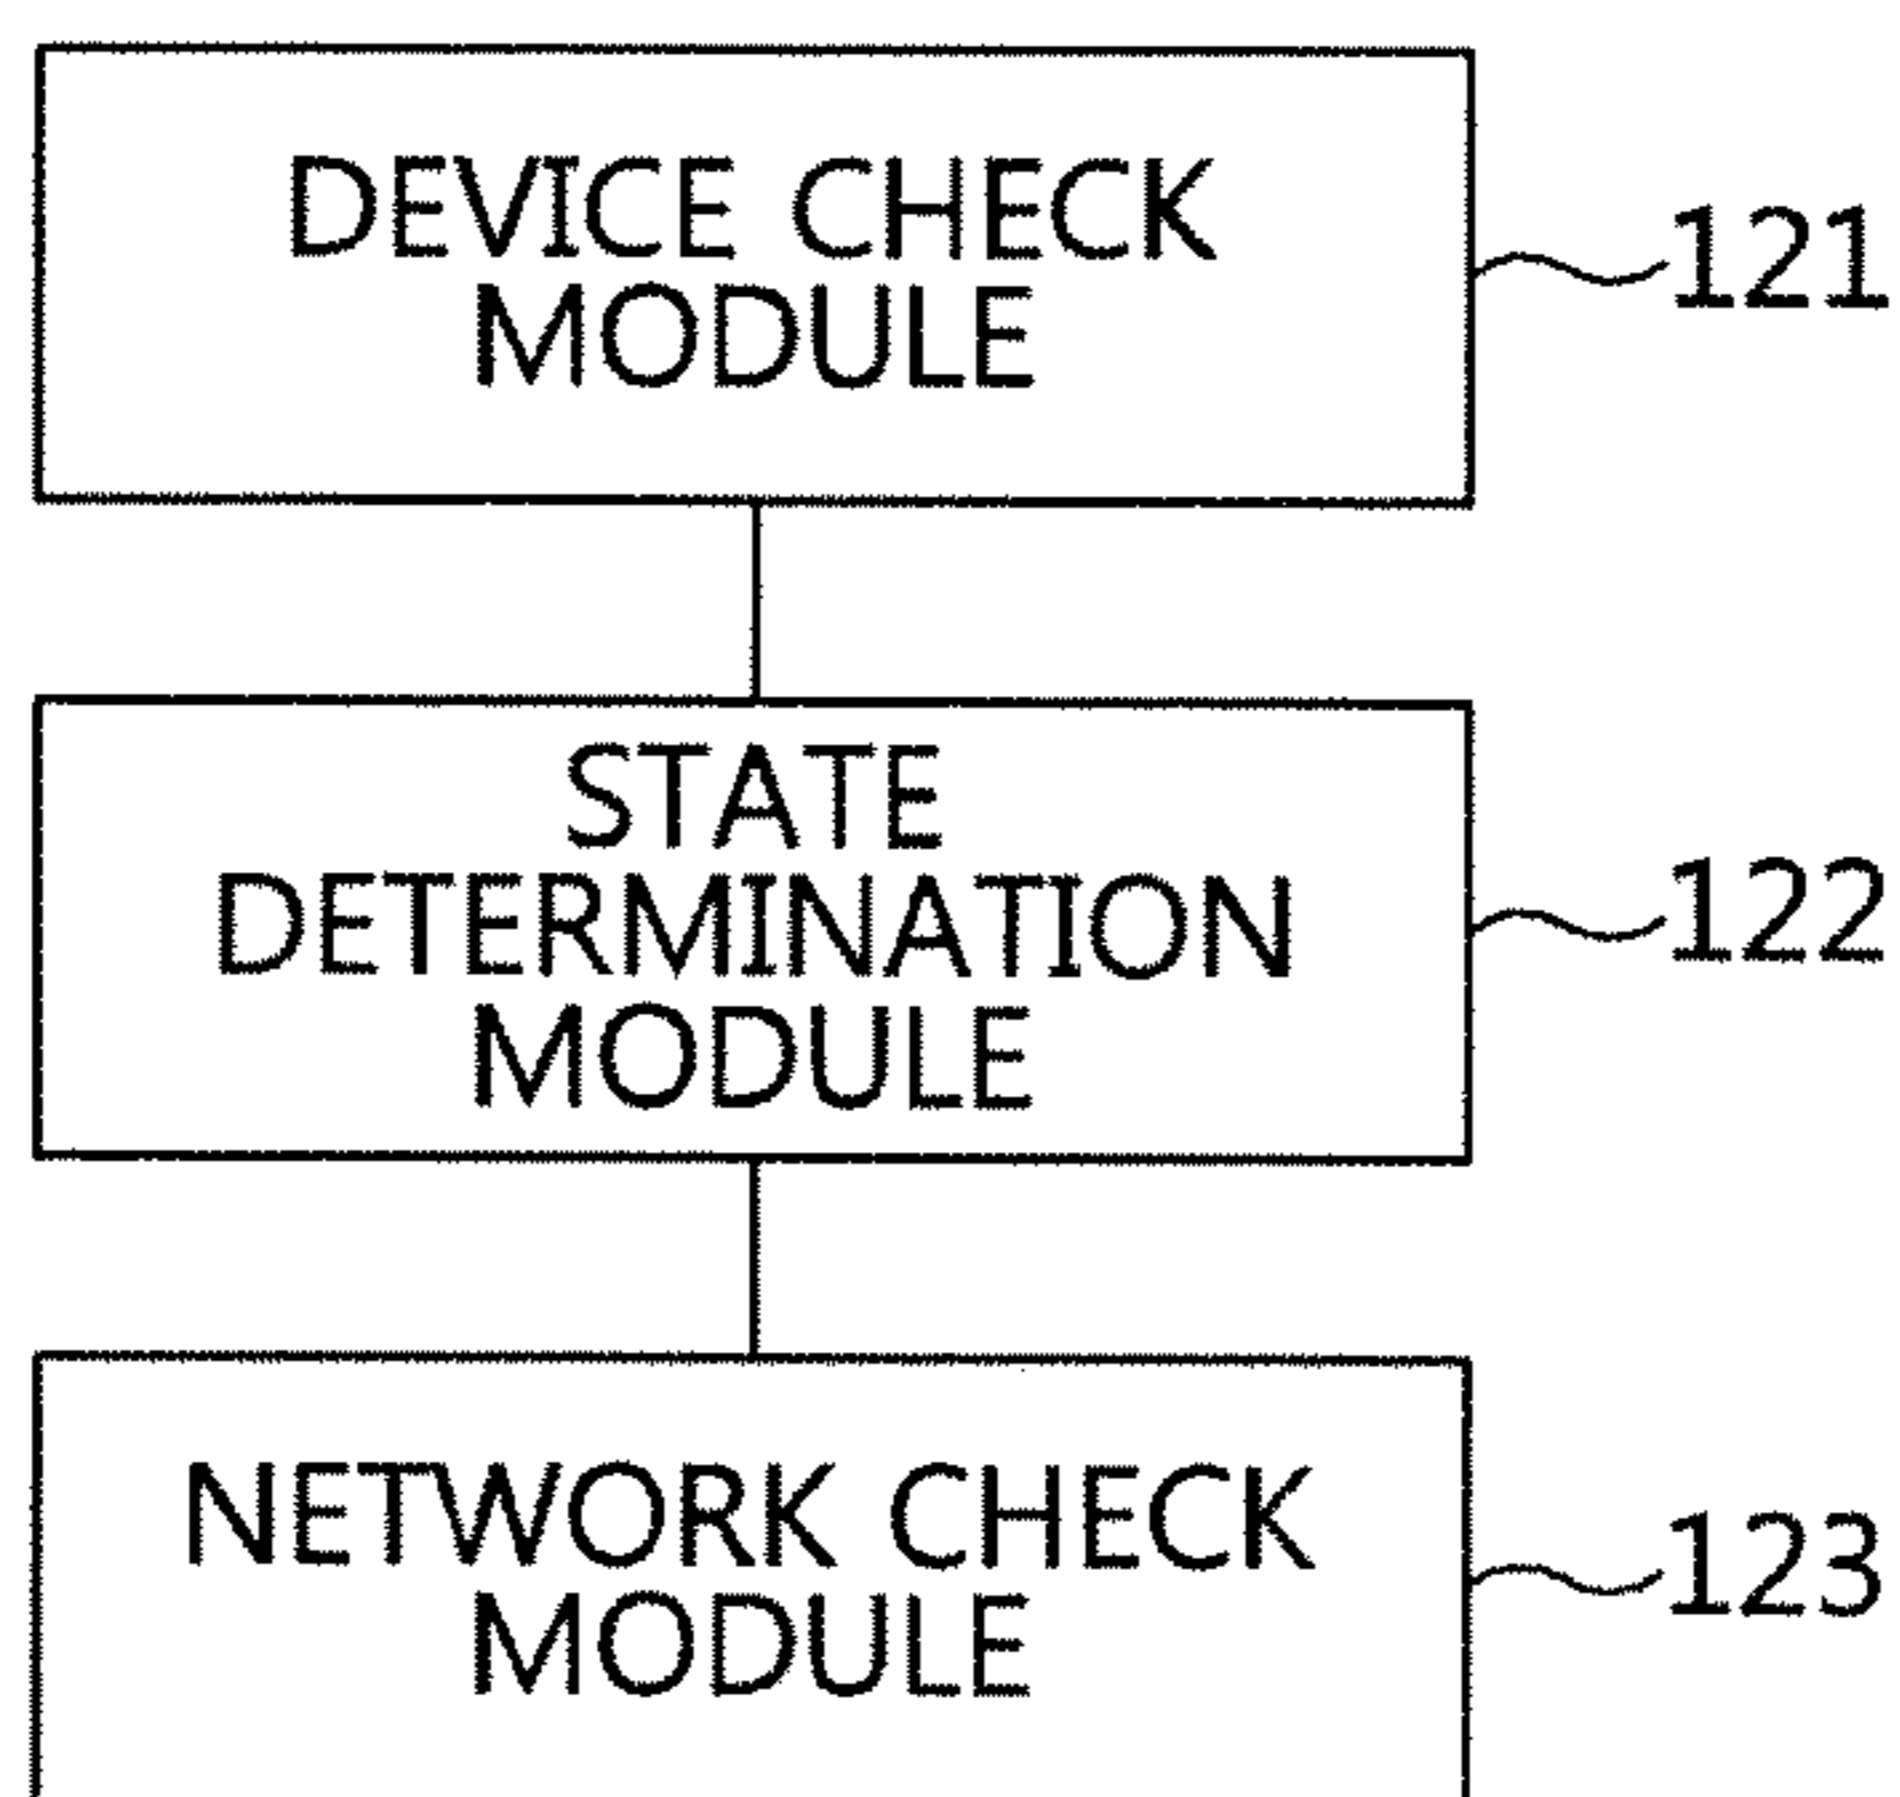 DEVICE CHECK
MODULE
121
STATE
DETERMINATION
MODULE
122
NETWORK CHECK
MODULE
123